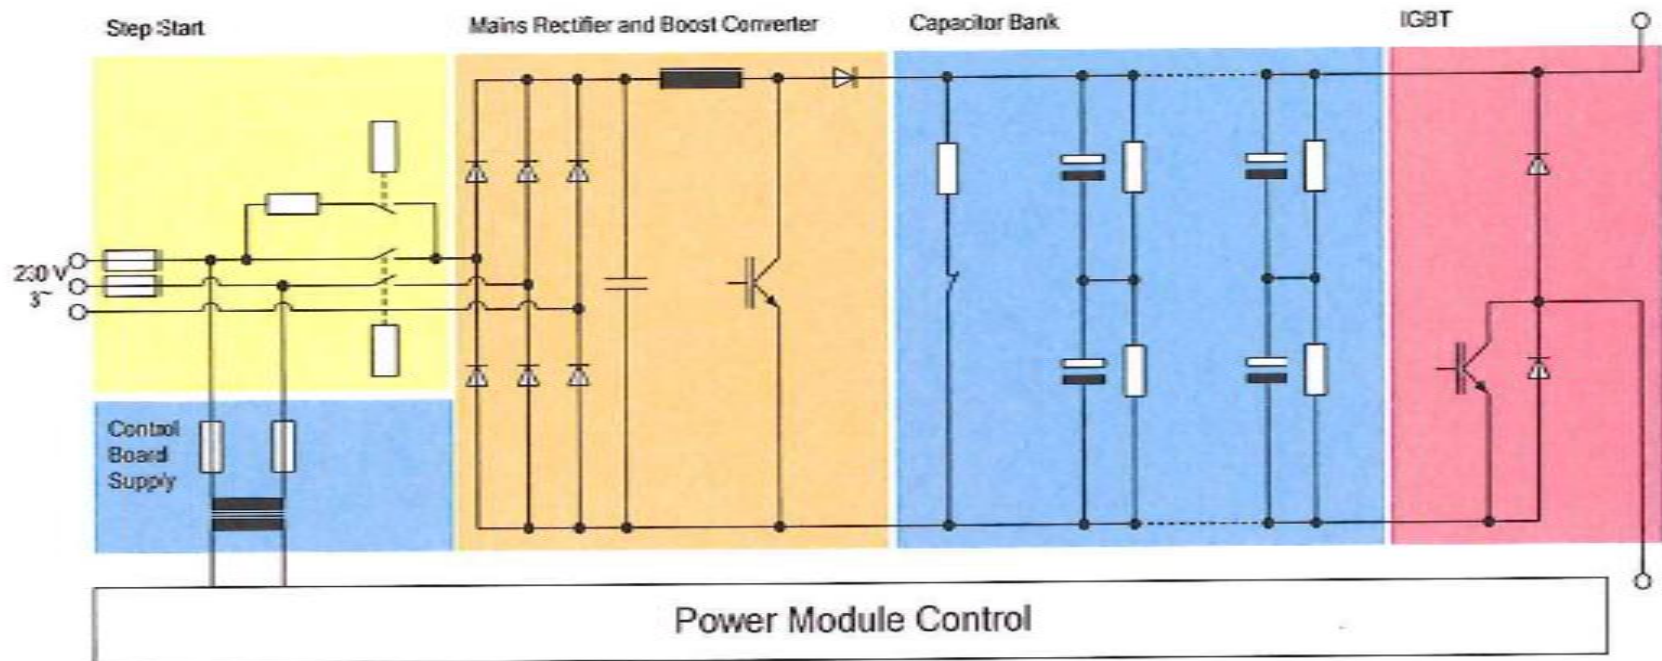 Step Start
Mains Rectifier and Boost Converter
Capacitor Bank
IGBT
230 V
3~
Control
Board
Supply
Power Module Control